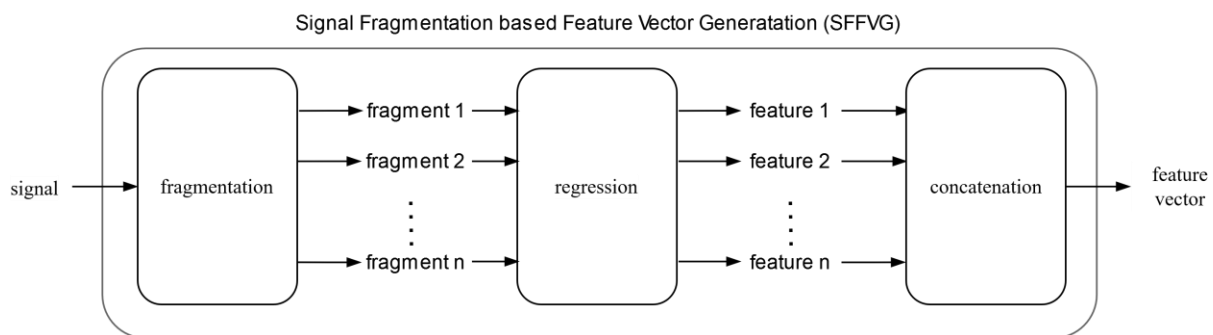 Signal Fragmentation based Feature Vector Generatation (SFFVG)
fragment 1
feature 1
fragment 2
feature 2
signal
fragmentation
regression
concatenation
feature
vector
fragment n
feature n